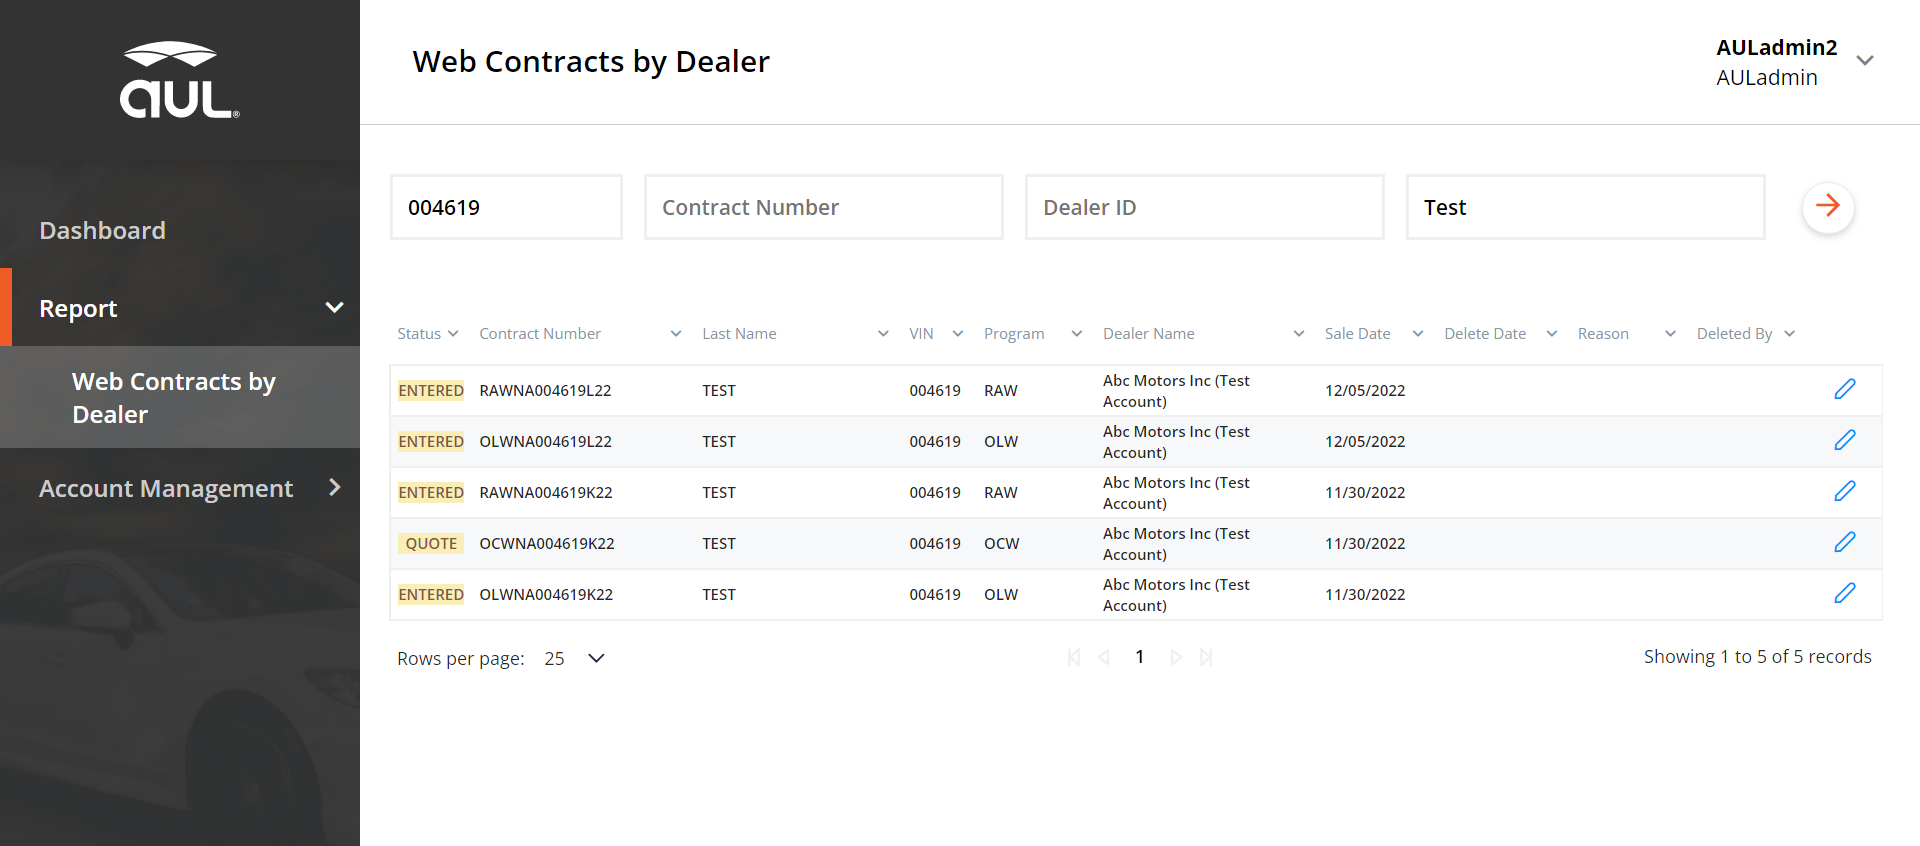 aUL®
Web Contracts by Dealer
AULadmin2
AULadmin
Dashboard
Report
Web Contracts by
Dealer
Account Management
004619 Contract Number Dealer ID Test
Status Contract Number Last Name VIN Program Dealer Name Sale Date Delete Date Reason Deleted By
ENTERED RAWNA004619L22 TEST 004619 RAW Abc Motors Inc (Test 12/05/2022
Account)
ENTERED OLWNA004619L22 TEST 004619 OLW Abc Motors Inc (Test 12/05/2022
Account)
ENTERED RAWNA004619K22 TEST 004619 RAW Abc Motors Inc (Test 11/30/2022
Account)
QUOTE OCWNA004619K22 TEST 004619 OCW Abc Motors Inc (Test 11/30/2022
Account)
ENTERED OLWNA004619K22 TEST 004619 OLW Abc Motors Inc (Test 11/30/2022
Account)
Rows per page: 25 1 Showing 1 to 5 of 5 records